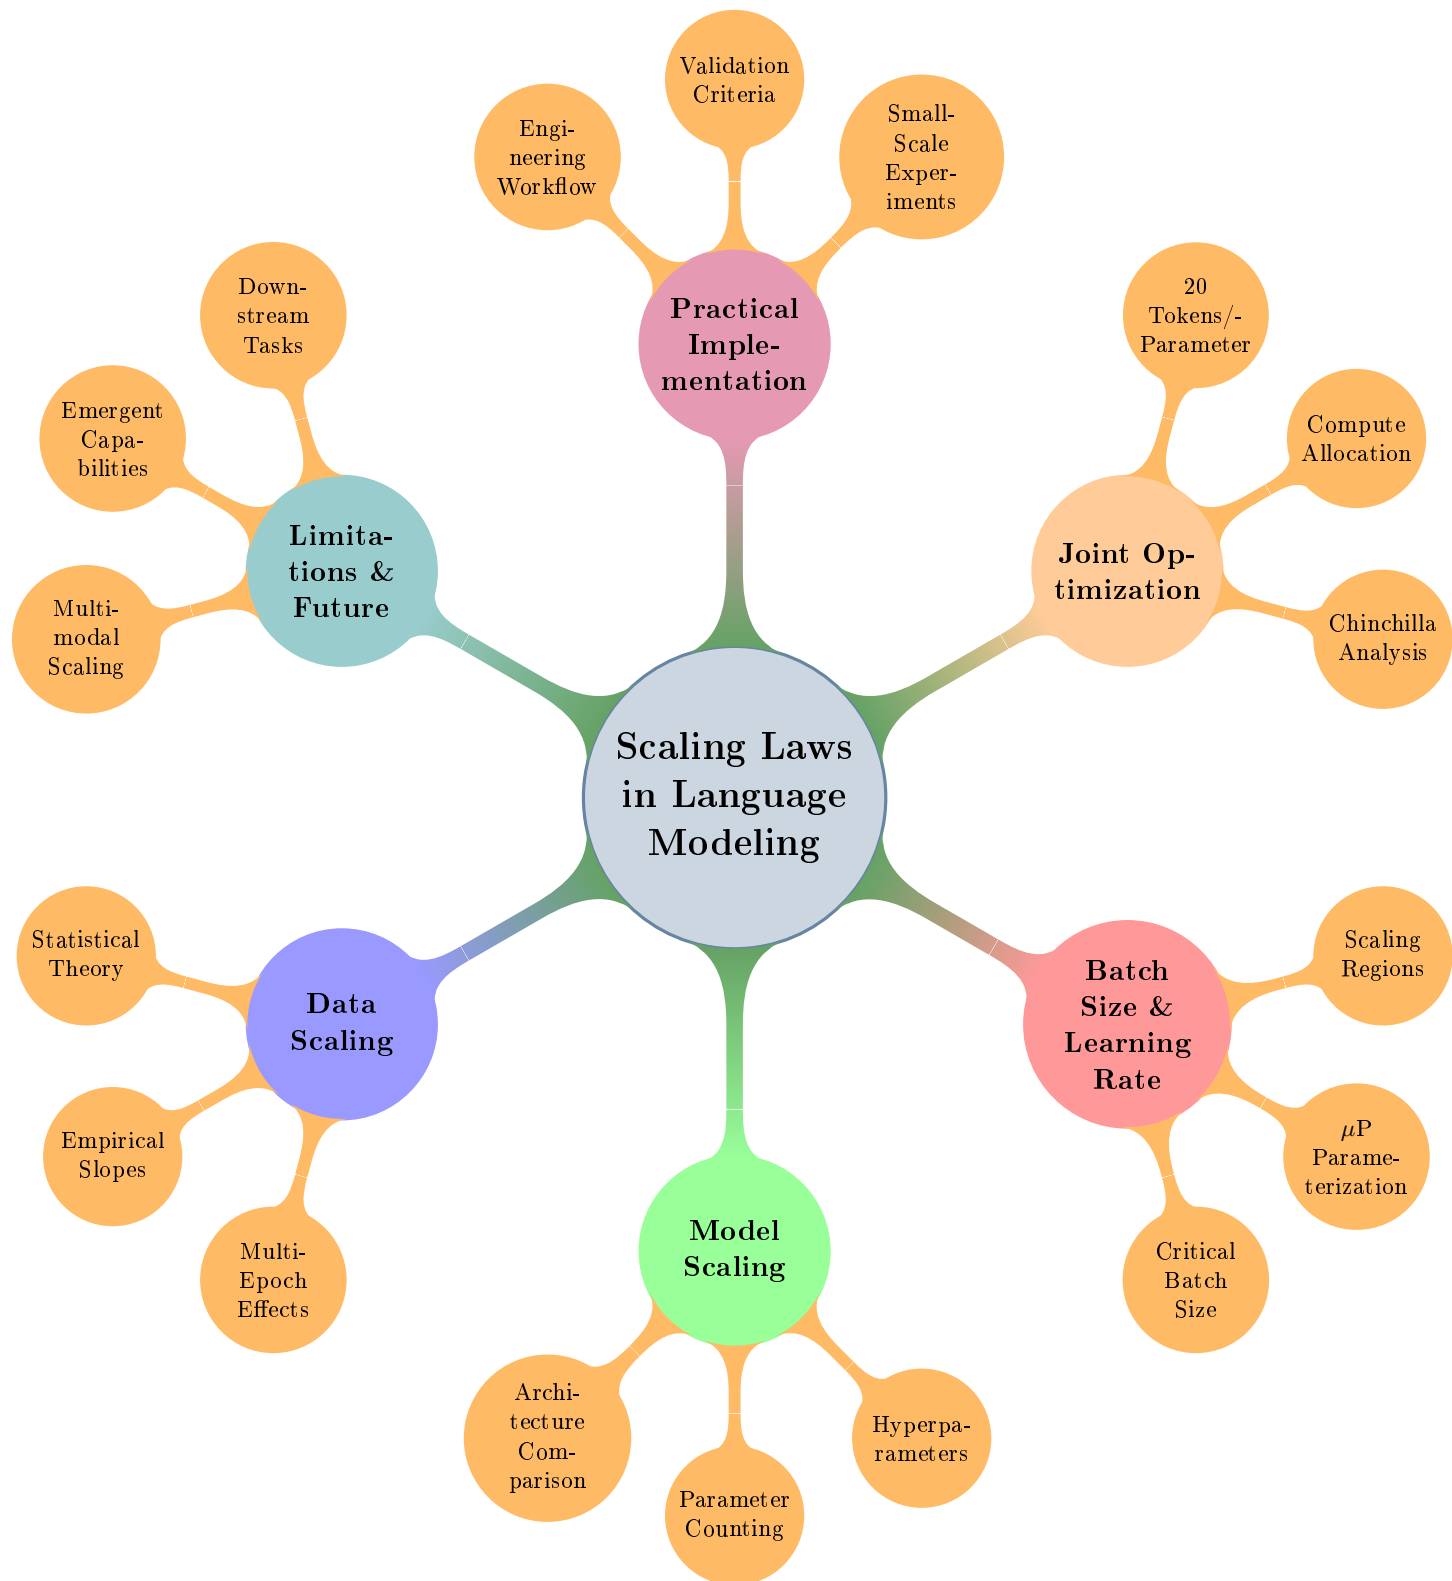 Scaling Laws
in Language
Modeling
Practical
Imple-
mentation
Engi-
neering
Workflow
Validation
Criteria
Small-
Scale
Exper-
iments
Joint Op-
timization
20
Tokens/-
Parameter
Compute
Allocation
Chinchilla
Analysis
Batch
Size &
Learning
Rate
Scaling
Regions
μP
Parame-
terization
Critical
Batch
Size
Model
Scaling
Hyperpa-
rameters
Parameter
Counting
Archi-
tecture
Com-
parison
Data
Scaling
Multi-
Epoch
Effects
Empirical
Slopes
Statistical
Theory
Limita-
tions &
Future
Multi-
modal
Scaling
Emergent
Capa-
bilities
Down-
stream
Tasks